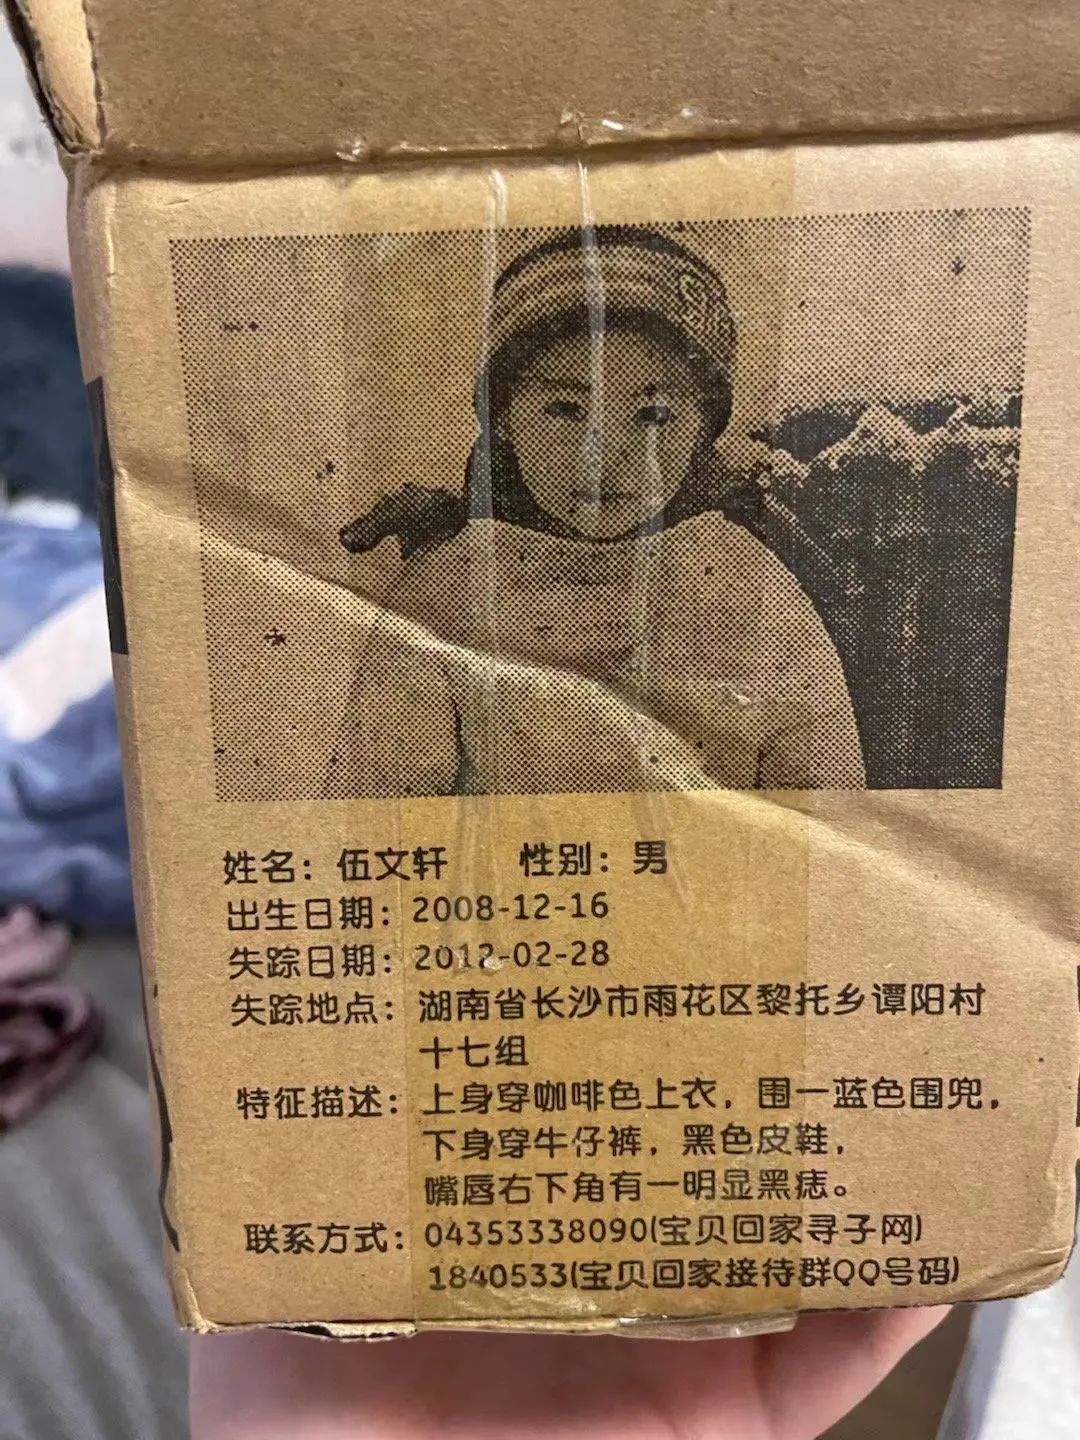 姓名：伍文轩　　性别：男
出生日期：2008-12-16
失踪日期：2012-02-28
失踪地点：湖南省长沙市雨花区黎托乡谭阳村
十七组
特征描述：上身穿咖啡色上衣，围一蓝色围兜，
下身穿牛仔裤，黑色皮鞋，
嘴唇右下角有一明显黑痣。
联系方式：04353338090(宝贝回家寻子网)
1840533(宝贝回家接待群QQ号码)